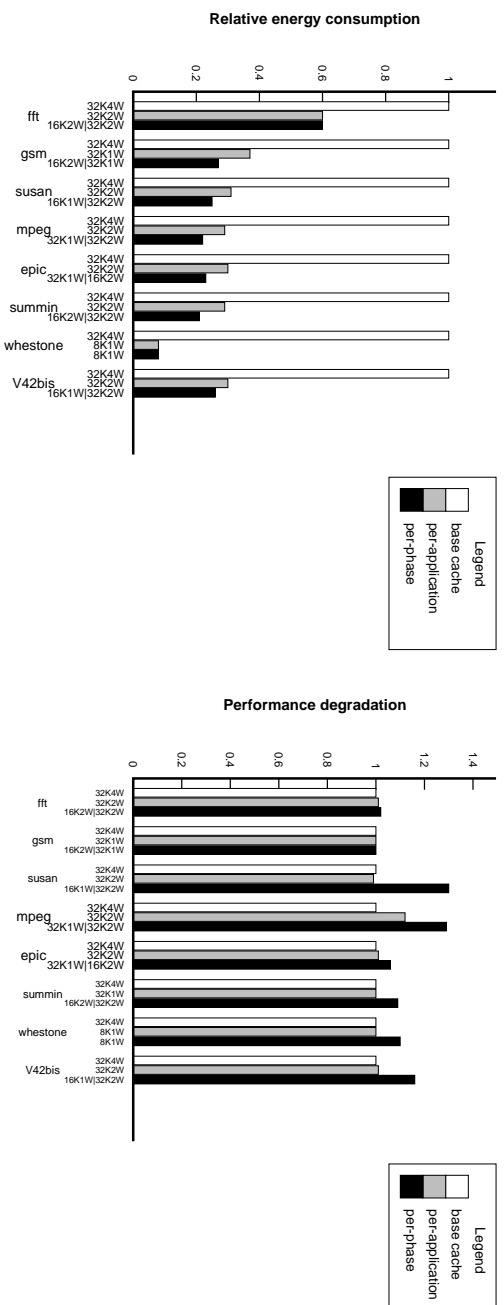 Relative energy consumption
0
0.2
0.4
0.6
0.8
1
32K4W
32K2W
16K2W|32K2W
fft
32K4W
32K1W
16K2W|32K1W
gsm
32K4W
32K2W
16K1W|32K2W
susan
32K4W
32K2W
32K1W|32K2W
mpeg
32K4W
32K2W
32K1W|16K2W
epic
32K4W
32K2W
16K2W|32K2W
summin
32K4W
8K1W
8K1W
whestone
32K4W
32K2W
16K1W|32K2W
V42bis
Legend
base cache
per-application
per-phase
Performance degradation
0
0.2
0.4
0.6
0.8
1
1.2
1.4
32K4W
32K2W
16K2W|32K2W
fft
32K4W
32K1W
16K2W|32K1W
gsm
32K4W
32K2W
16K1W|32K2W
susan
32K4W
32K2W
32K1W|32K2W
mpeg
32K4W
32K2W
32K1W|16K2W
epic
32K4W
32K1W
16K2W|32K2W
summin
32K4W
8K1W
8K1W
whestone
32K4W
32K2W
16K1W|32K2W
V42bis
Legend
base cache
per-application
per-phase